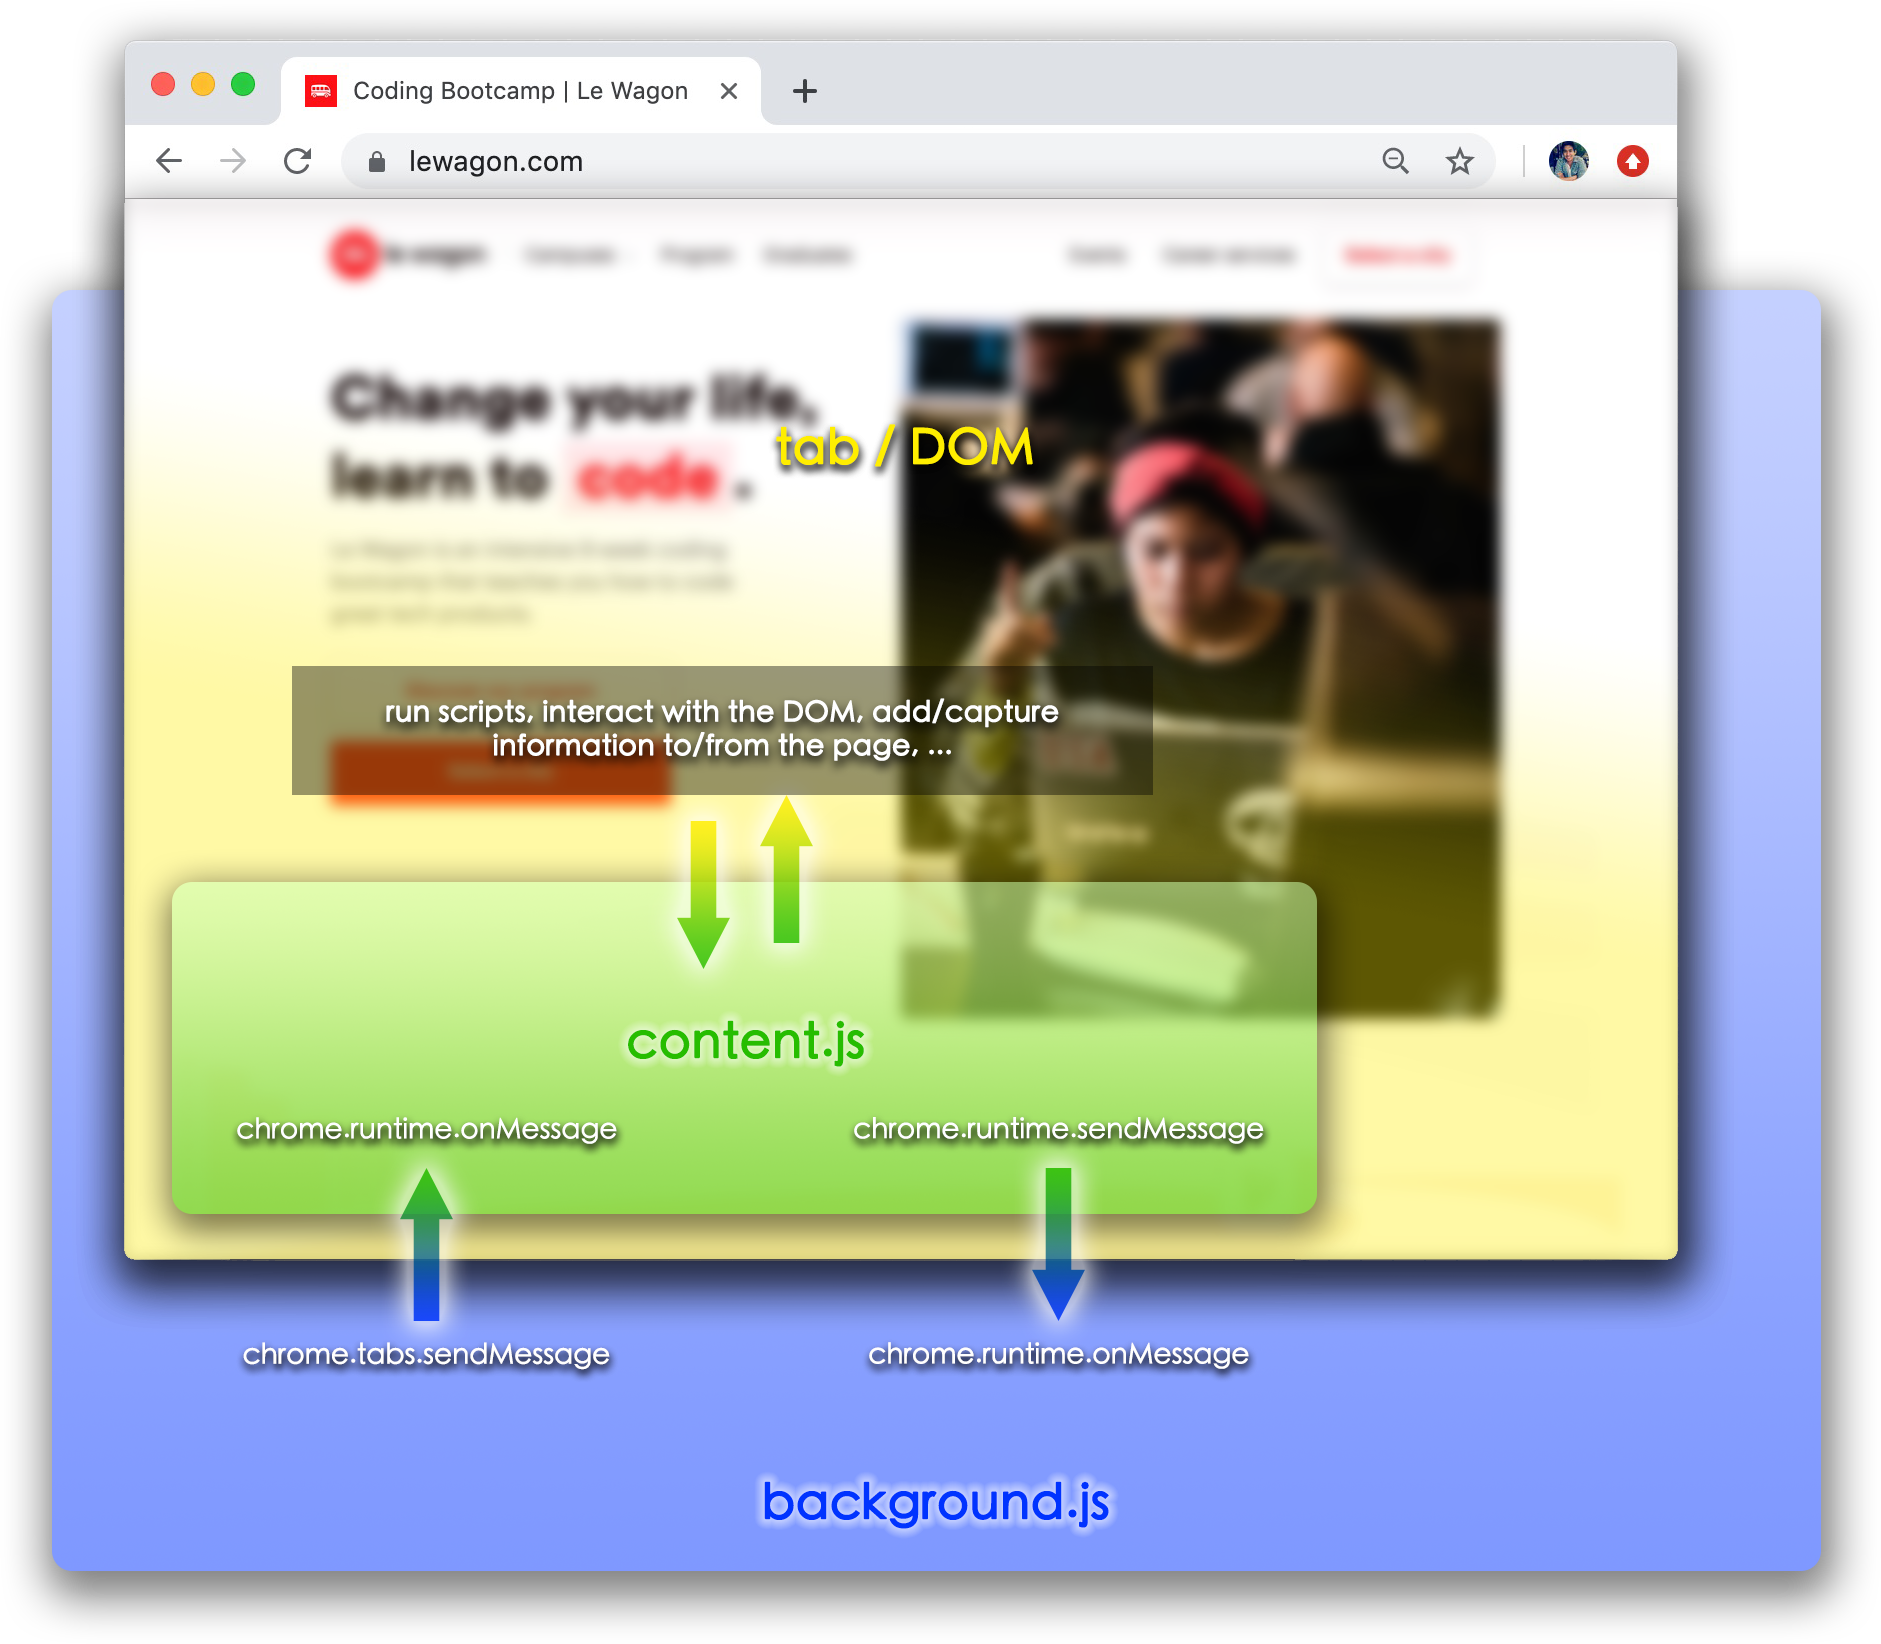 Coding Bootcamp | Le Wagon
lewagon.com
le wagon
Change your life,
learn to code.
tab / DOM
run scripts, interact with the DOM, add/capture
information to/from the page, ...
content.js
chrome.runtime.onMessage chrome.runtime.sendMessage
chrome.tabs.sendMessage chrome.runtime.onMessage
background.js